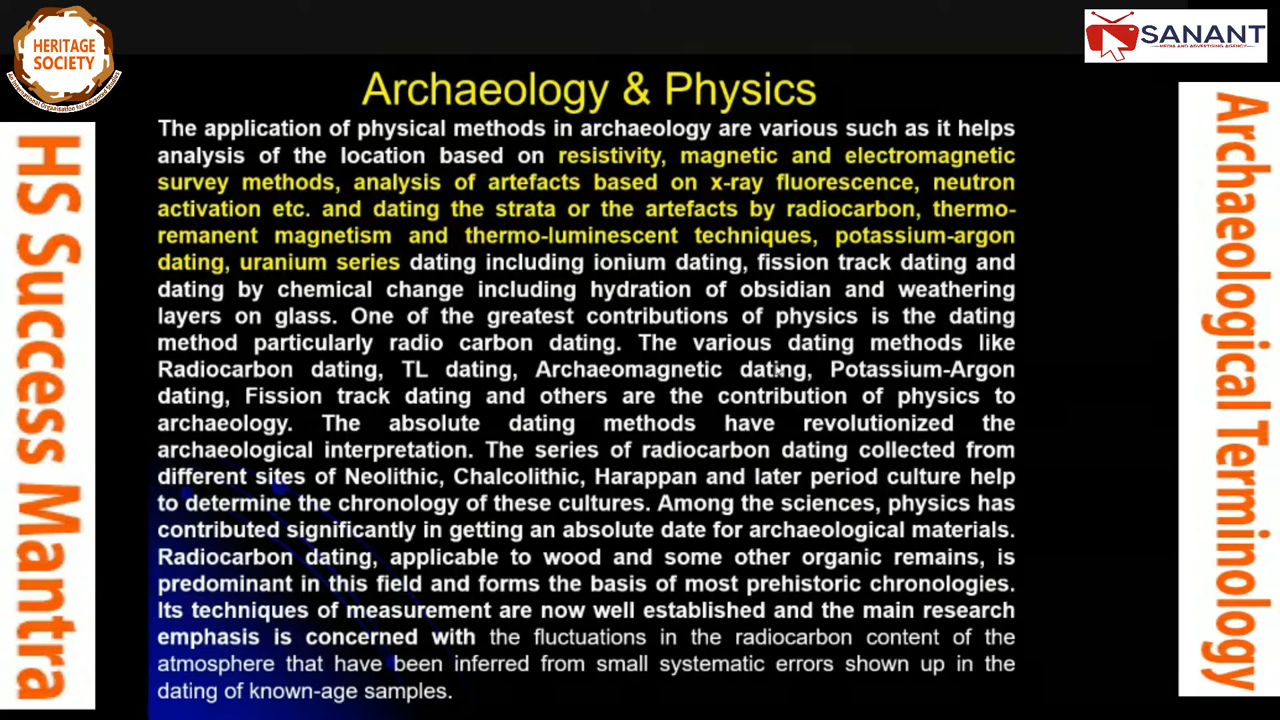 HERITAGE
SOCIETY
SANANT
MEDIA AND ADVERTISING AGENCY
Archaeology & Physics
The application of physical methods in archaeology are various such as it helps
analysis of the location based on resistivity, magnetic and electromagnetic
survey methods, analysis of artefacts based on x-ray fluorescence, neutron
activation etc. and dating the strata or the artefacts by radiocarbon, thermo-
remanent magnetism and thermo-luminescent techniques, potassium-argon
dating, uranium series dating including ionium dating, fission track dating and
dating by chemical change including hydration of obsidian and weathering
layers on glass. One of the greatest contributions of physics is the dating
method particularly radio carbon dating. The various dating methods like
Radiocarbon dating, TL dating, Archaeomagnetic dating, Potassium-Argon
dating, Fission track dating and others are the contribution of physics to
archaeology. The absolute dating methods have revolutionized the
archaeological interpretation. The series of radiocarbon dating collected from
different sites of Neolithic, Chalcolithic, Harappan and later period culture help
to determine the chronology of these cultures. Among the sciences, physics has
contributed significantly in getting an absolute date for archaeological materials.
Radiocarbon dating, applicable to wood and some other organic remains, is
predominant in this field and forms the basis of most prehistoric chronologies.
Its techniques of measurement are now well established and the main research
emphasis is concerned with the fluctuations in the radiocarbon content of the
atmosphere that have been inferred from small systematic errors shown up in the
dating of known-age samples.
HS Success Mantra
Archaeological Terminology